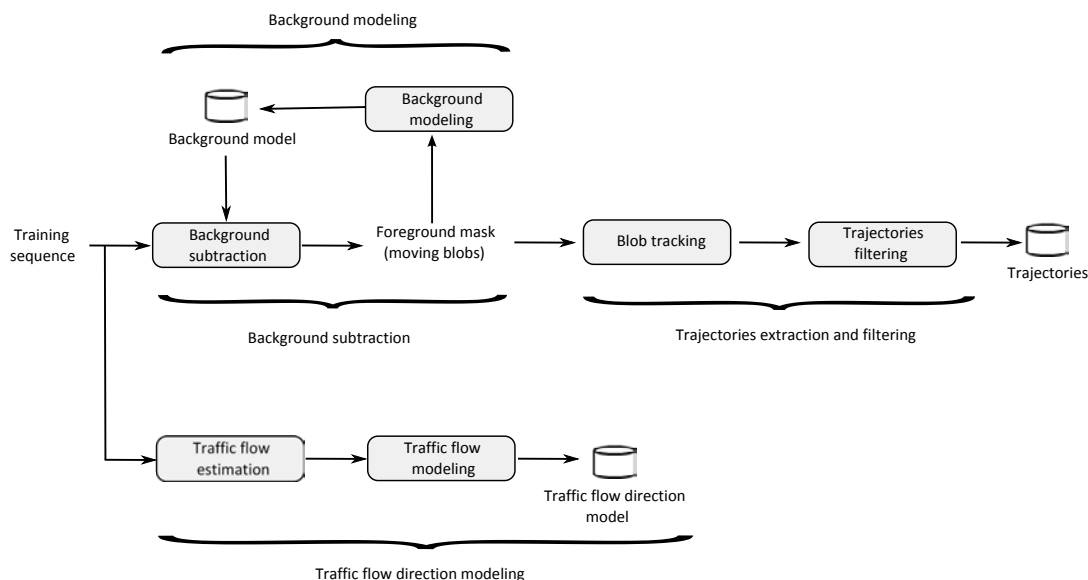 Background modeling
Background
modeling
Background model
Training
sequence
Background
subtraction
Foreground mask
(moving blobs)
Blob tracking
Trajectories
filtering
Trajectories
Background subtraction
Trajectories extraction and filtering
Traffic flow
estimation
Traffic flow
modeling
Traffic flow direction
model
Traffic flow direction modeling